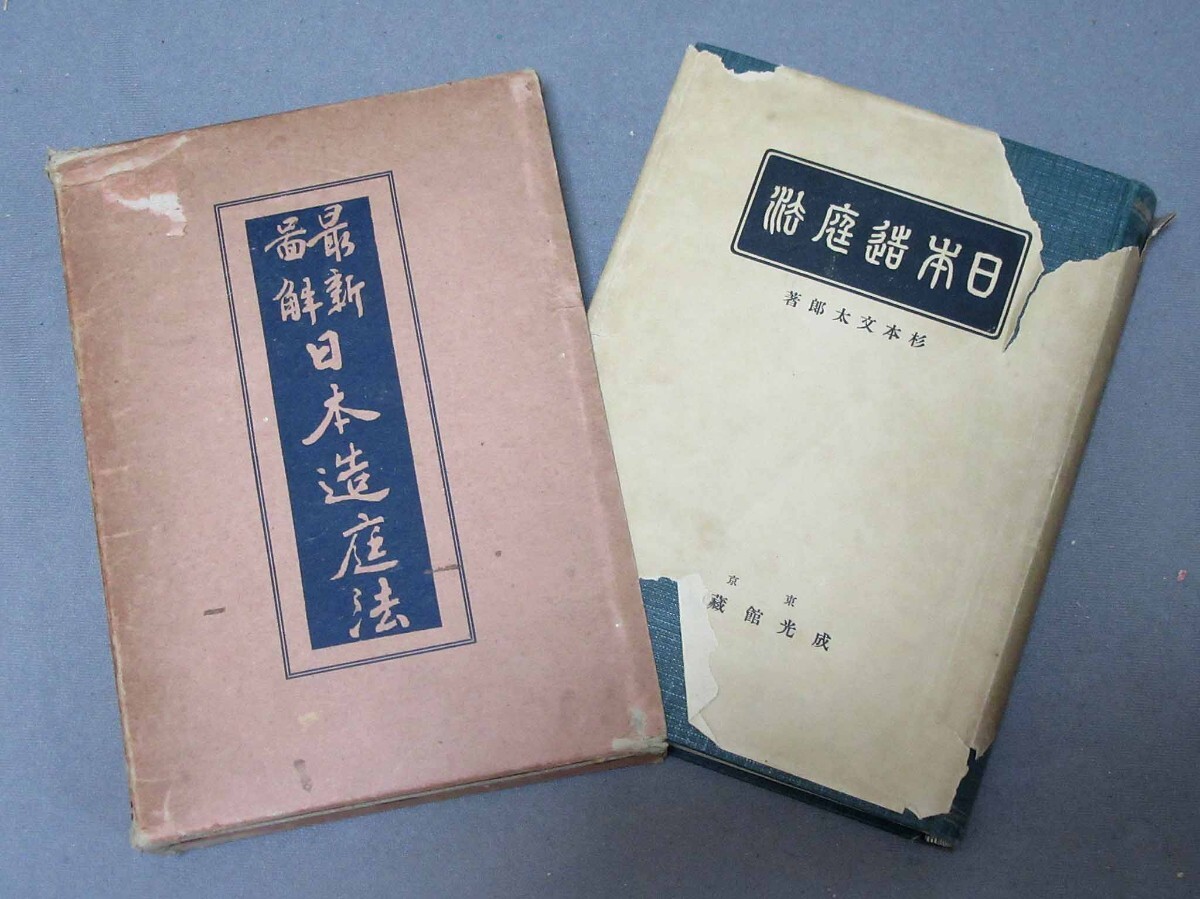 最新
圖解
日本造庭法
日本造庭法
杉本文太郎著
東京
成光館藏